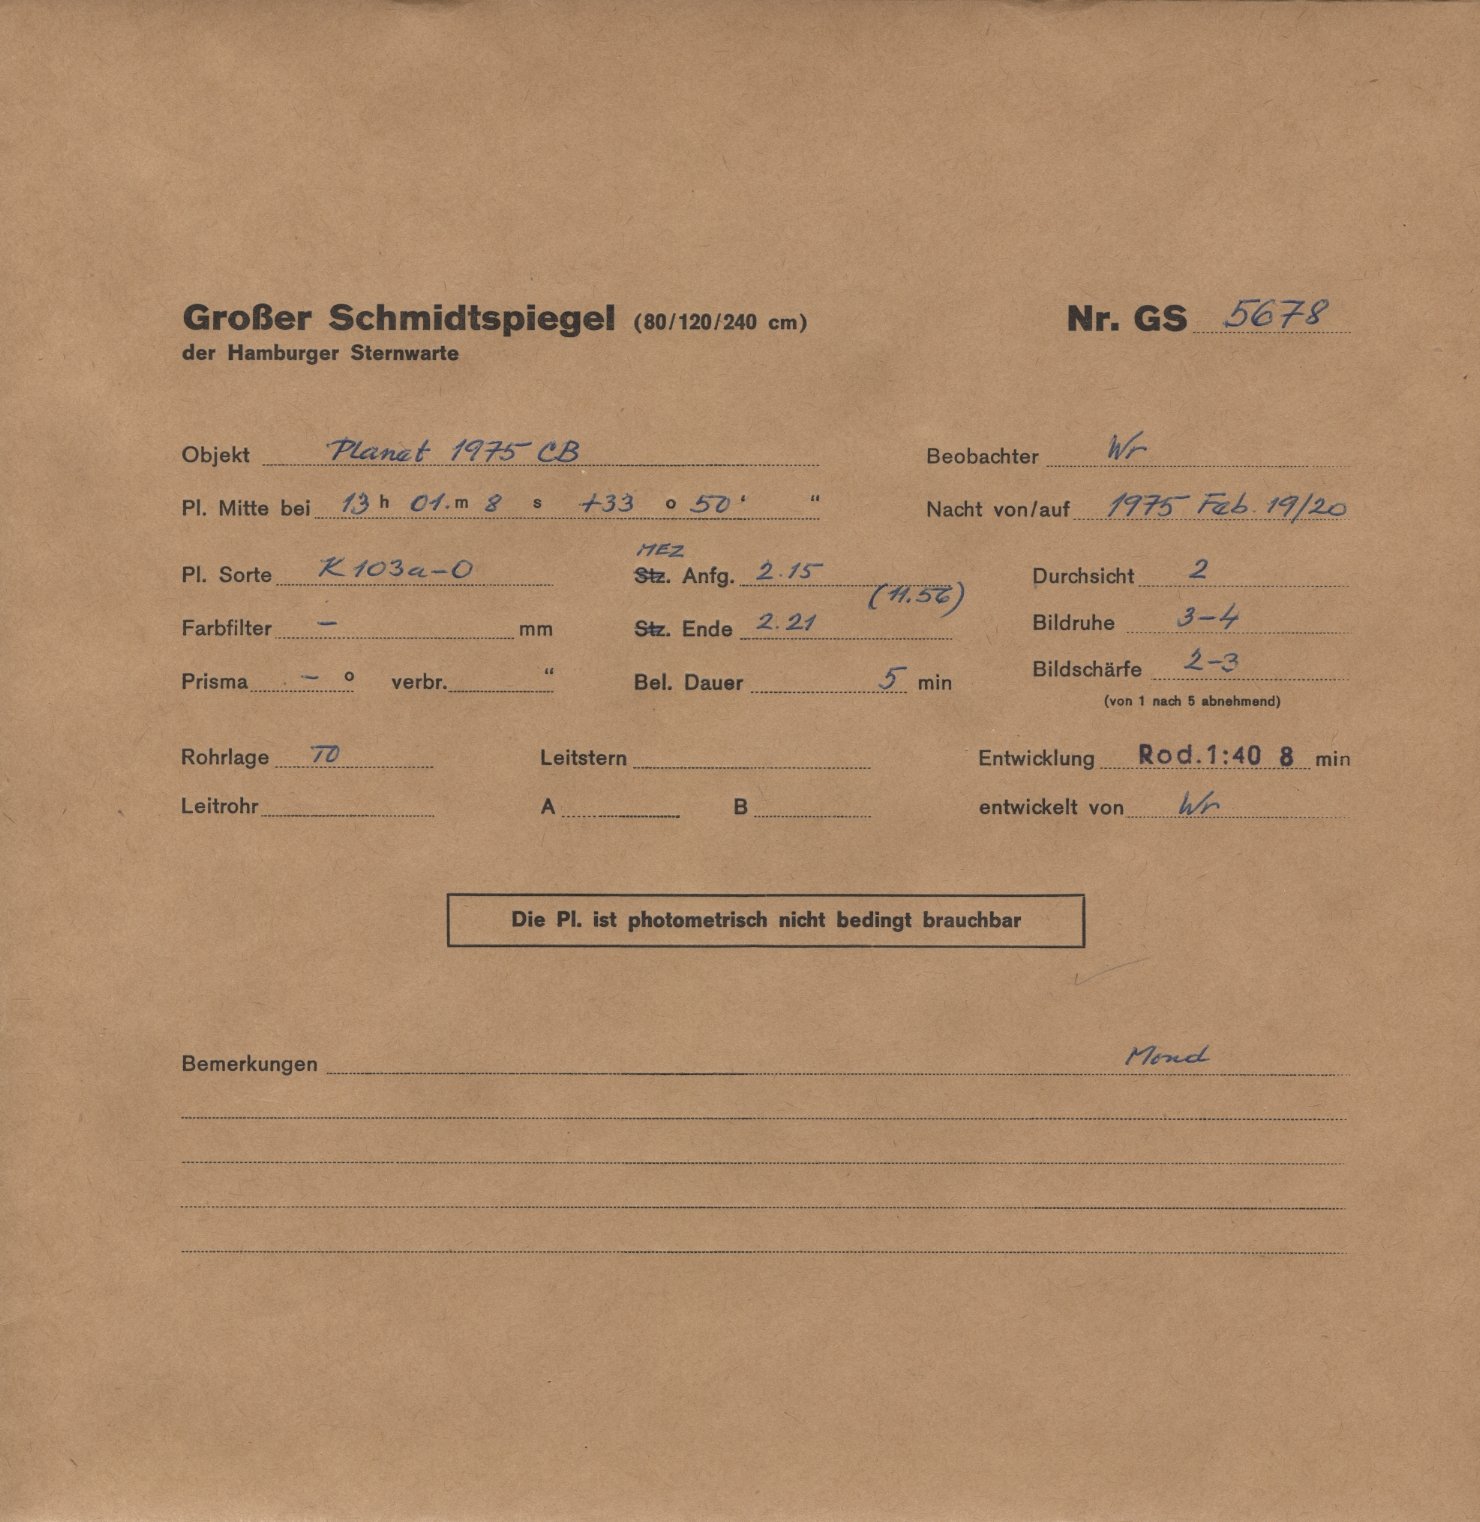 Großer Schmidtspiegel (80/120/240 cm) Nr. GS 5678
der Hamburger Sternwarte
Objekt Planet 1975 CB Beobachter Wr
Pl. Mitte bei 13 h 01. m 8 s +33 o 50 ‘ “ Nacht von/auf 1975 Feb. 19/20
MEZ
Pl. Sorte K 103a-O Stz. Anfg. 2.15 Durchsicht 2
(11.56)
Farbfilter – mm Stz. Ende 2.21 Bildruhe 3-4
Prisma – o verbr. “ Bel. Dauer 5 min Bildschärfe 2-3
(von 1 nach 5 abnehmend)
Rohrlage TO Leitstern Entwicklung Rod.1:40 8 min
Leitrohr A B entwickelt von Wr
Die Pl. ist photometrisch nicht bedingt brauchbar
Bemerkungen Mond